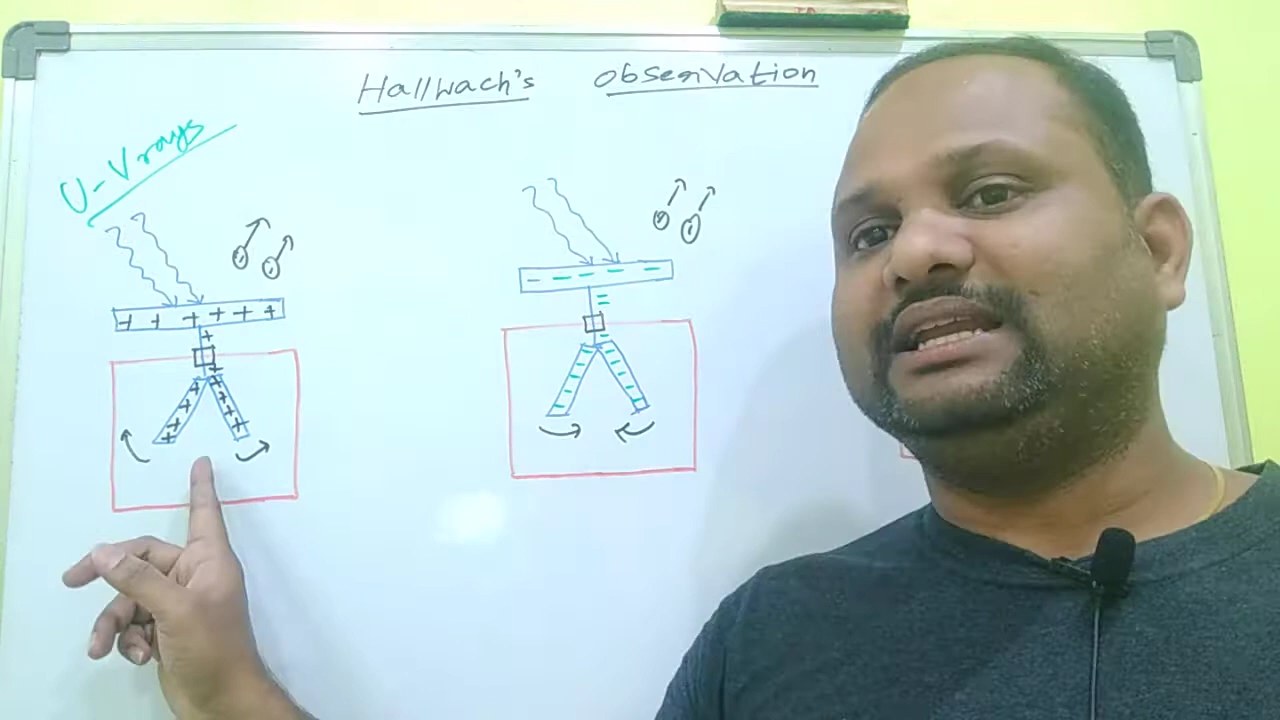 Hallwach's observation
U-V rays
+ + + + + +
- - - - -